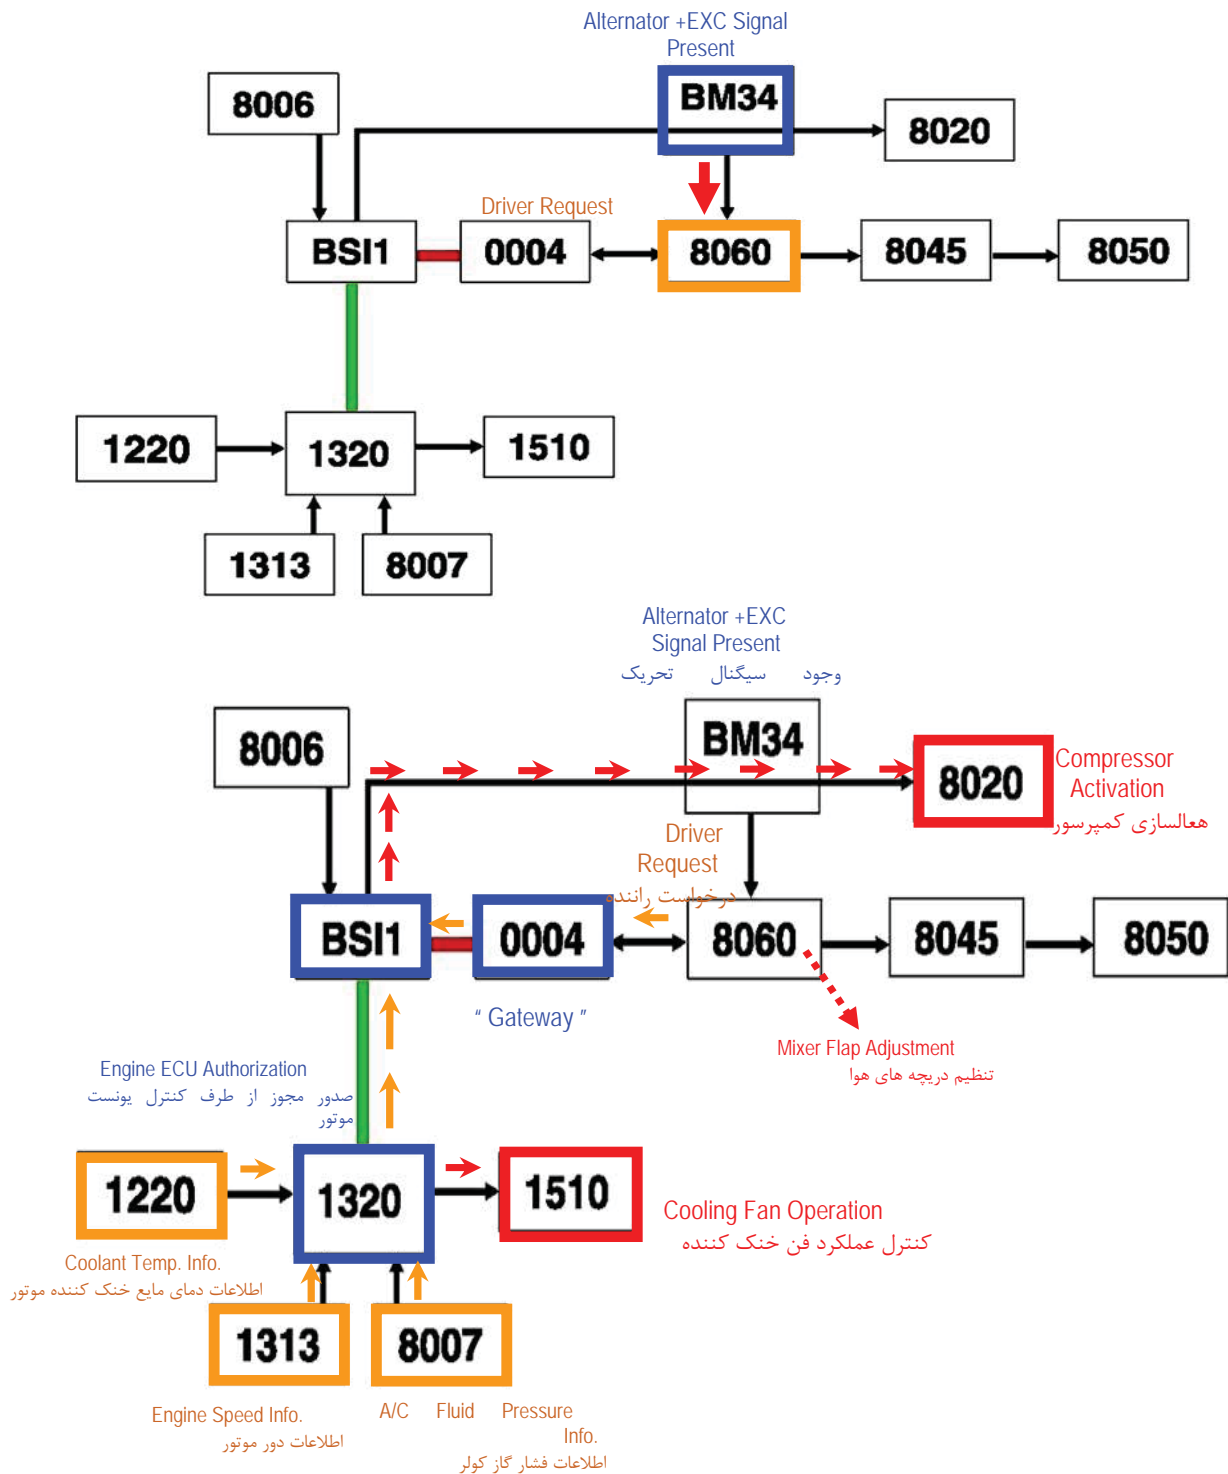 Alternator +EXC Signal
Present
8006
BM34
8020
Driver Request
BSI1
0004
8060
8045
8050
1220
1320
1510
1313
8007
Alternator +EXC
Signal Present
وجود سیگنال تحریک
8006
BM34
8020
Compressor
Activation
هعالسازی کمپرسور
Driver
Request
درخواست راننده
BSI1
0004
8060
8045
8050
“ Gateway ”
Mixer Flap Adjustment
تنظیم دریچه های هوا
Engine ECU Authorization
صدور مجوز از طرف کنترل یونست
موتور
1220
1320
1510
Cooling Fan Operation
کنترل عملکرد فن خنک کننده
Coolant Temp. Info.
اطلاعات دمای مایع خنک کننده موتور
1313
8007
Engine Speed Info.
اطلاعات دور موتور
A/C Fluid Pressure
Info.
اطلاعات فشار گاز کولر